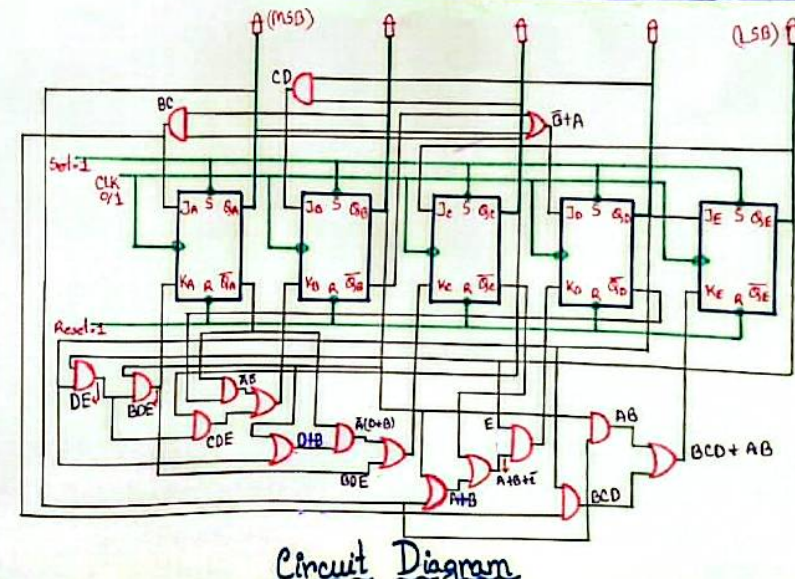 (MSB)
(LSB)
CD
BC
B̅+A
Set=1
CLK
0/1
JA S QA
JB S QB
JC S QC
JD S QD
JE S QE
KA R Q̅A
KB R Q̅B
KC R Q̅C
KD R Q̅D
KE R Q̅E
Reset=1
DE
BDE
A̅B
CDE
D+B
A̅(D+B)
BDE
E
A+B
A+B+C̅
AB
BCD
BCD + AB
Circuit Diagram